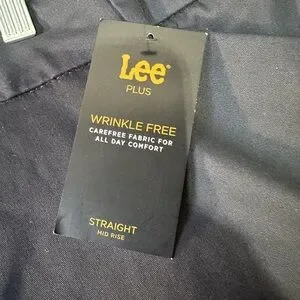 Lee®
PLUS
WRINKLE FREE
CAREFREE FABRIC FOR
ALL DAY COMFORT
STRAIGHT
MID RISE